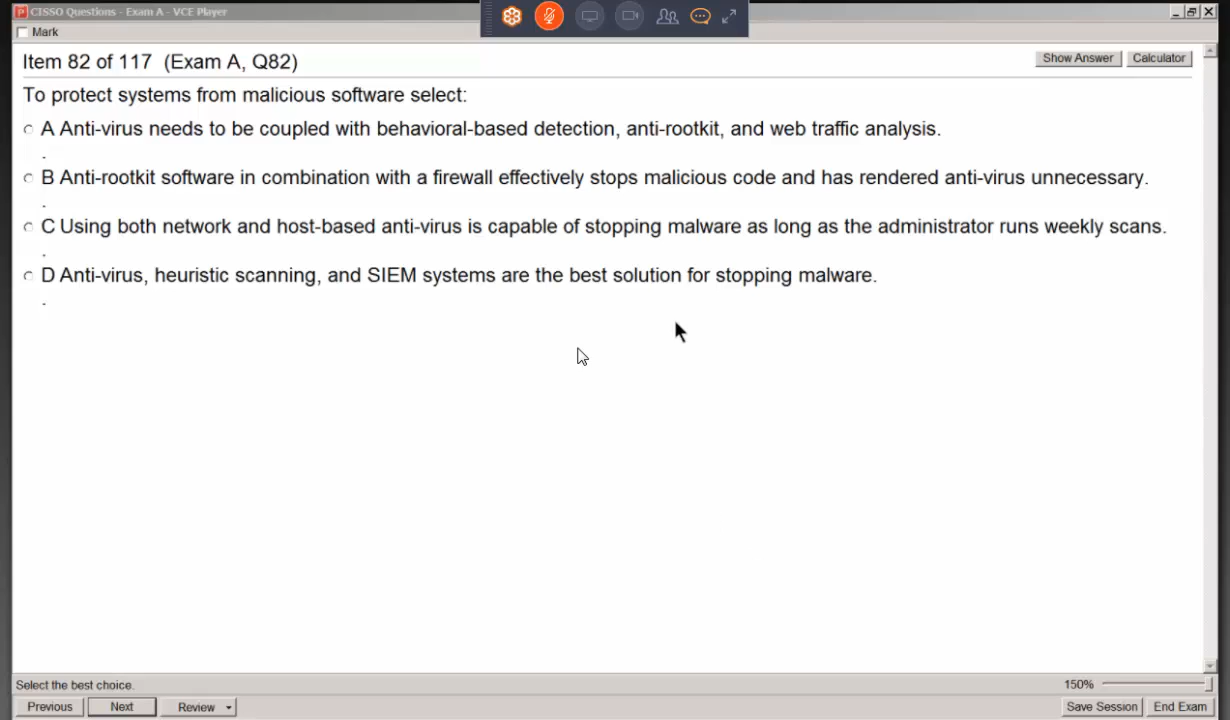 CISSO Questions - Exam A - VCE Player
Mark
Item 82 of 117 (Exam A, Q82)
Show Answer
Calculator
To protect systems from malicious software select:
A Anti-virus needs to be coupled with behavioral-based detection, anti-rootkit, and web traffic analysis.
.
B Anti-rootkit software in combination with a firewall effectively stops malicious code and has rendered anti-virus unnecessary.
.
C Using both network and host-based anti-virus is capable of stopping malware as long as the administrator runs weekly scans.
.
D Anti-virus, heuristic scanning, and SIEM systems are the best solution for stopping malware.
.
Select the best choice.
150%
Previous
Next
Review
Save Session
End Exam